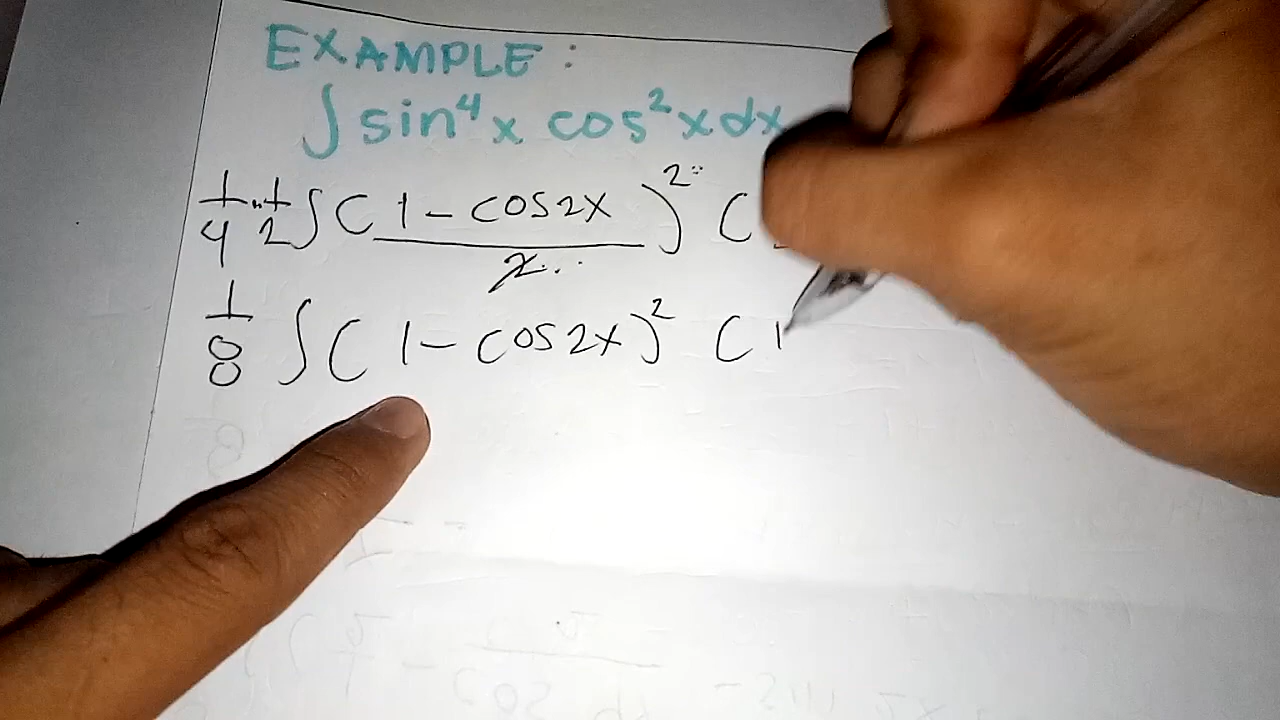 EXAMPLE:
∫ sin⁴x cos²x dx
1/4 · 1/2 ∫ ( 1 - cos2x / 2 )² (
1/8 ∫ ( 1 - cos2x )² ( 1